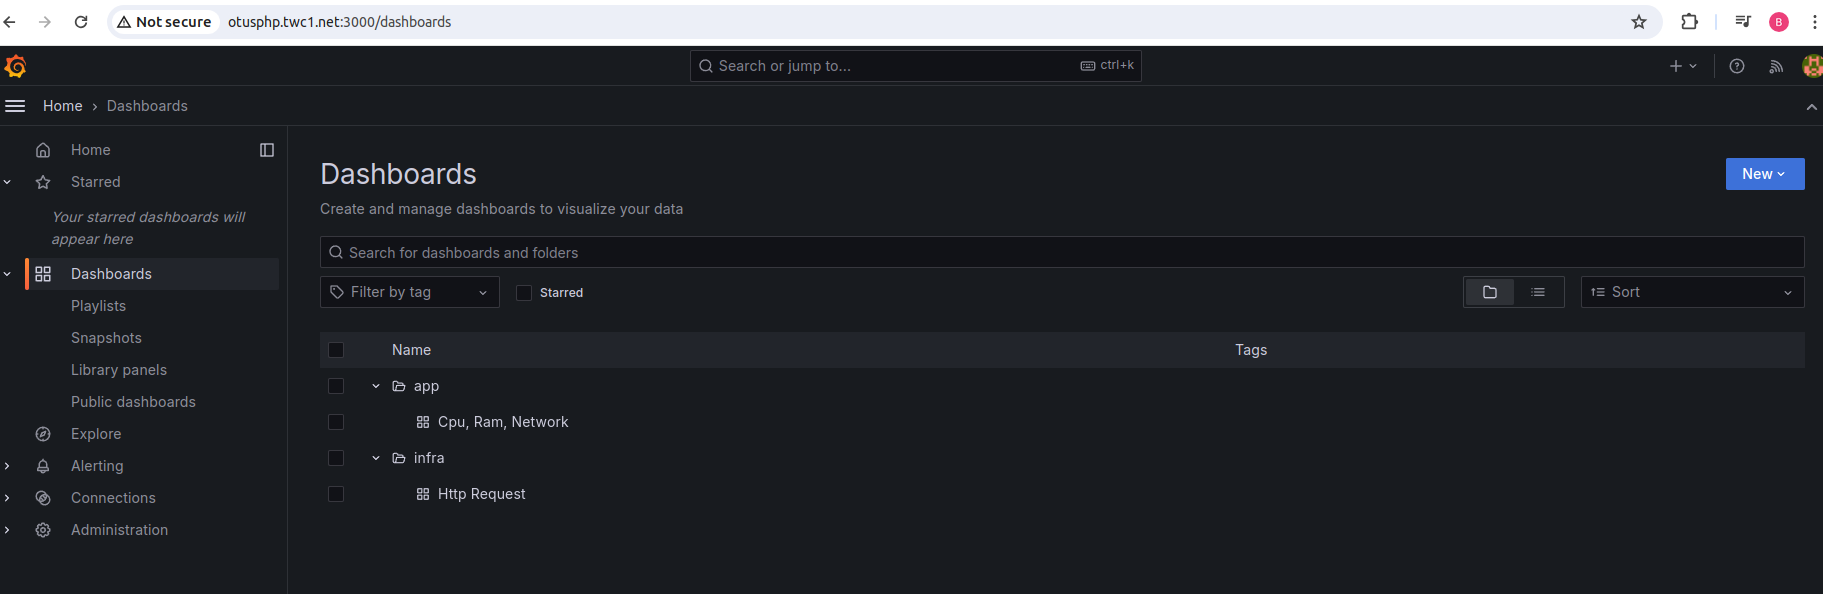 Not secure otusphp.twc1.net:3000/dashboards B
Search or jump to... ctrl+k
Home › Dashboards
Home
Starred
Your starred dashboards will
appear here
Dashboards
Playlists
Snapshots
Library panels
Public dashboards
Explore
Alerting
Connections
Administration
Dashboards
New
Create and manage dashboards to visualize your data
Search for dashboards and folders
Filter by tag Starred Sort
Name Tags
app
Cpu, Ram, Network
infra
Http Request